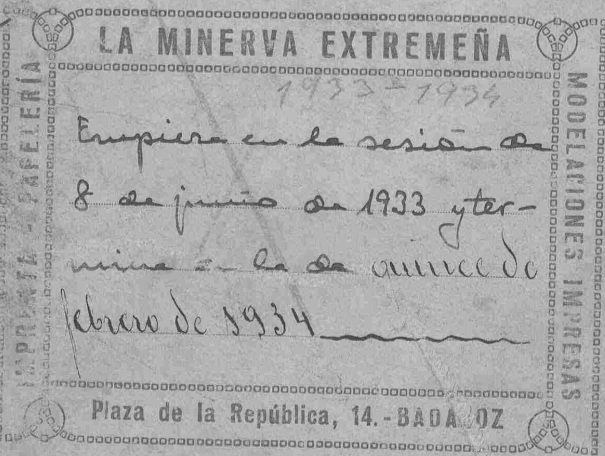 LA MINERVA EXTREMEÑA
1933-1934
Empieza en la sesión de
8 de junio de 1933 y ter-
mina en la de quince de
febrero de 1934
IMPRENTA - PAPELERÍA
MODELACIONES IMPRESAS
Plaza de la República, 14.-BADAJOZ